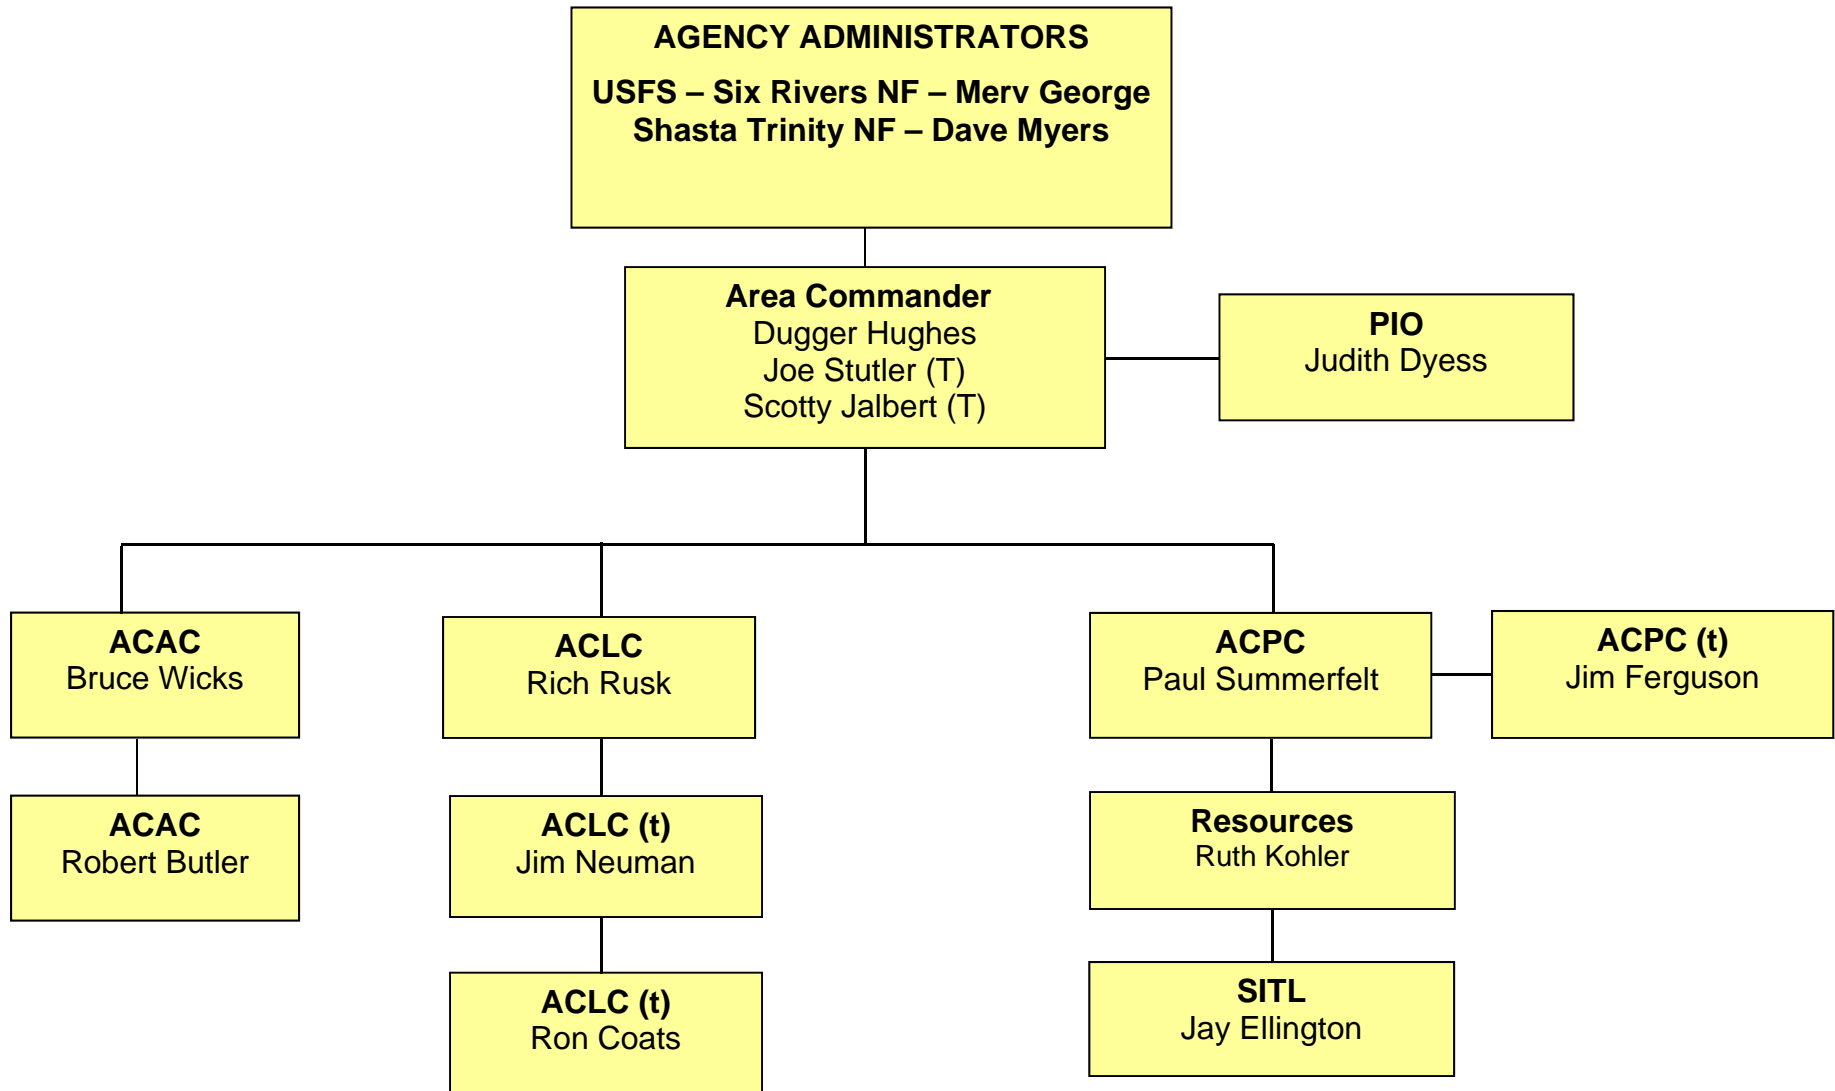 AGENCY ADMINISTRATORS
USFS – Six Rivers NF – Merv George
Shasta Trinity NF – Dave Myers
Area Commander
Dugger Hughes
Joe Stutler (T)
Scotty Jalbert (T)
PIO
Judith Dyess
ACAC
Bruce Wicks
ACLC
Rich Rusk
ACPC
Paul Summerfelt
ACPC (t)
Jim Ferguson
ACAC
Robert Butler
ACLC (t)
Jim Neuman
Resources
Ruth Kohler
ACLC (t)
Ron Coats
SITL
Jay Ellington